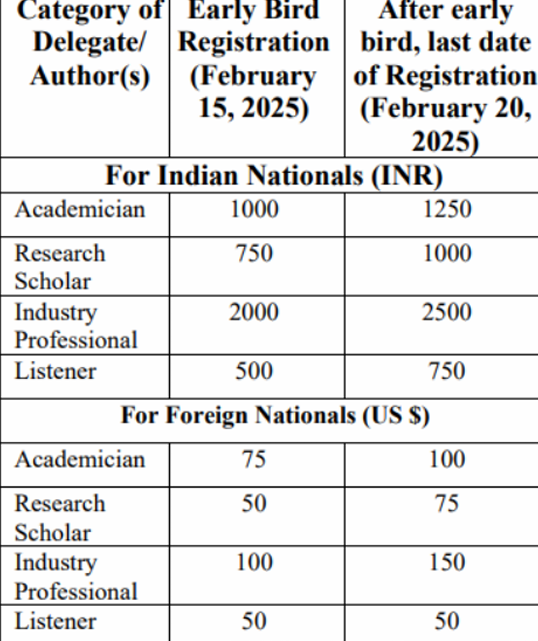 Category of Early Bird After early
Delegate/ Registration bird, last date
Author(s) (February of Registration
15, 2025) (February 20,
2025)
For Indian Nationals (INR)
Academician 1000 1250
Research 750 1000
Scholar
Industry 2000 2500
Professional
Listener 500 750
For Foreign Nationals (US $)
Academician 75 100
Research 50 75
Scholar
Industry 100 150
Professional
Listener 50 50